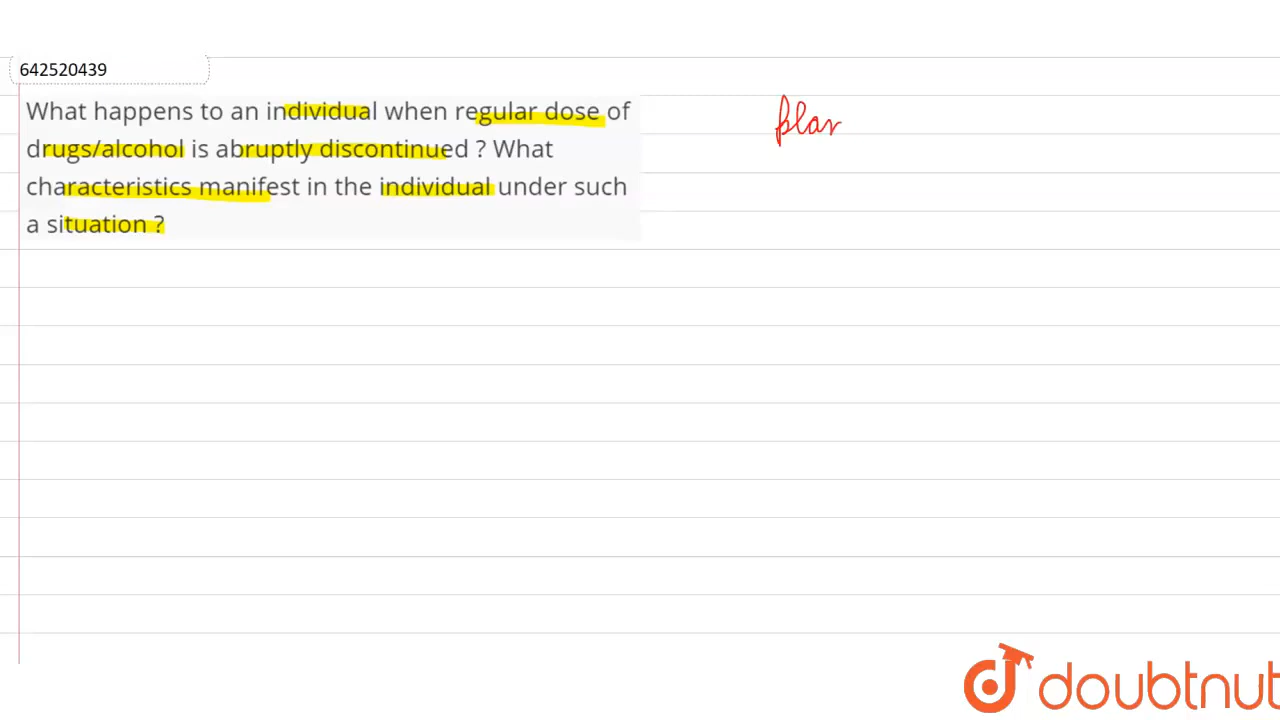 642520439
What happens to an individual when regular dose of
drugs/alcohol is abruptly discontinued ? What
characteristics manifest in the individual under such
a situation ?
doubtnut